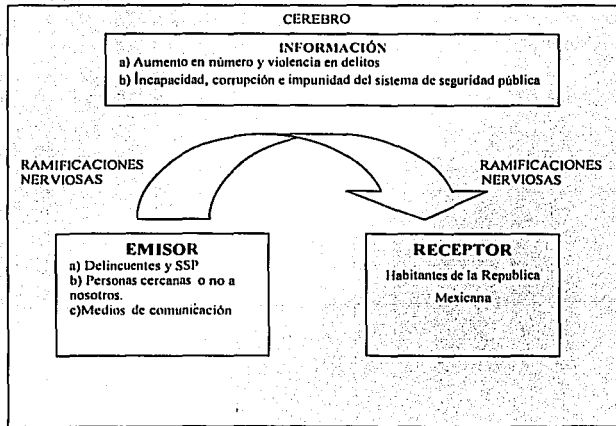 CEREBRO
INFORMACIÓN
a) Aumento en número y violencia en delitos
b) Incapacidad, corrupción e impunidad del sistema de seguridad pública
RAMIFICACIONES
NERVIOSAS
RAMIFICACIONES
NERVIOSAS
EMISOR
a) Delincuentes y SSP
b) Personas cercanas o no a
nosotros.
c)Medios de comunicación
RECEPTOR
Habitantes de la Republica
Mexicana